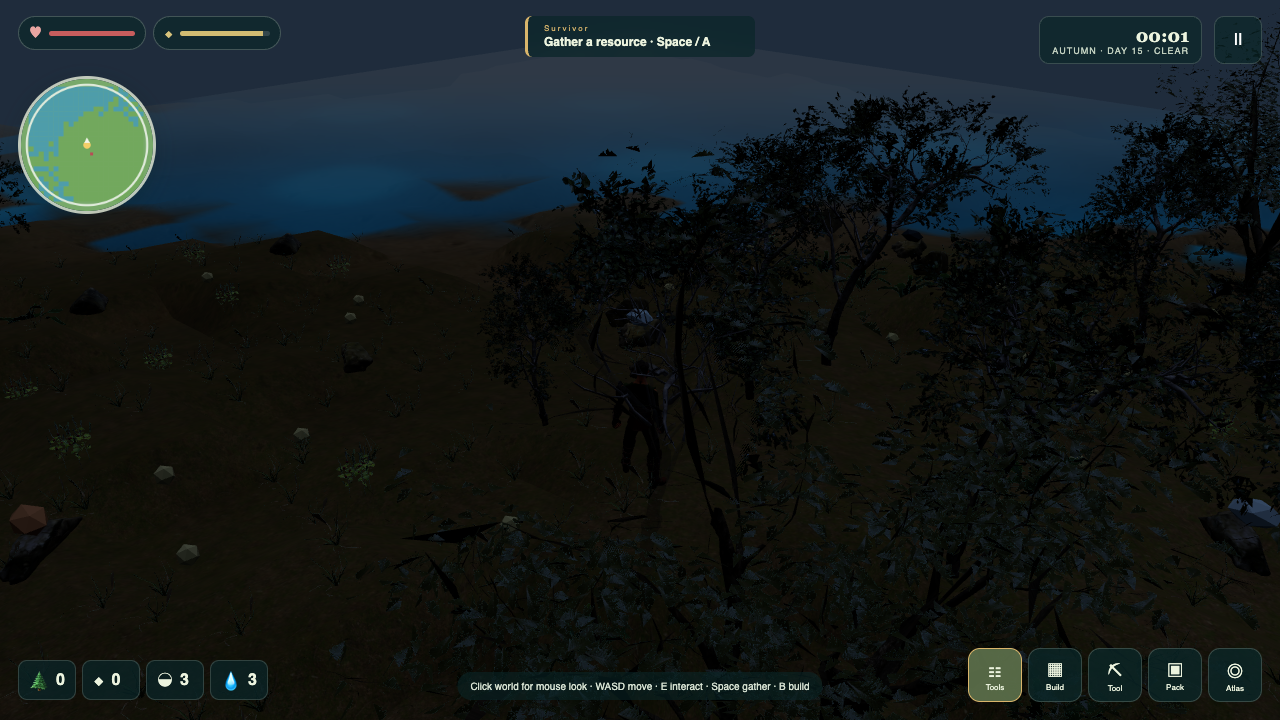 Survivor
Gather a resource · Space / A
00:01
AUTUMN · DAY 15 · CLEAR
0
0
3
3
Click world for mouse look · WASD move · E interact · Space gather · B build
Tools
Build
Tool
Pack
Atlas